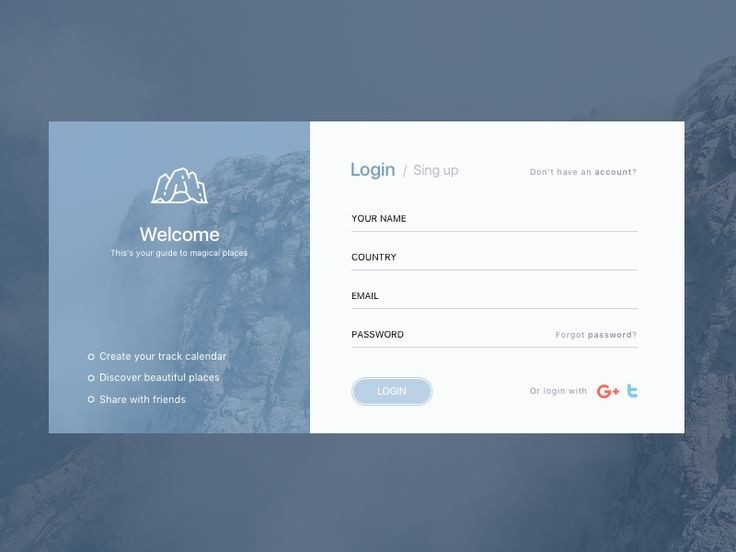 Welcome
This's your guide to magical places
Create your track calendar
Discover beautiful places
Share with friends
Login / Sing up
Don't have an account?
YOUR NAME
COUNTRY
EMAIL
PASSWORD
Forgot password?
LOGIN
Or login with
G+